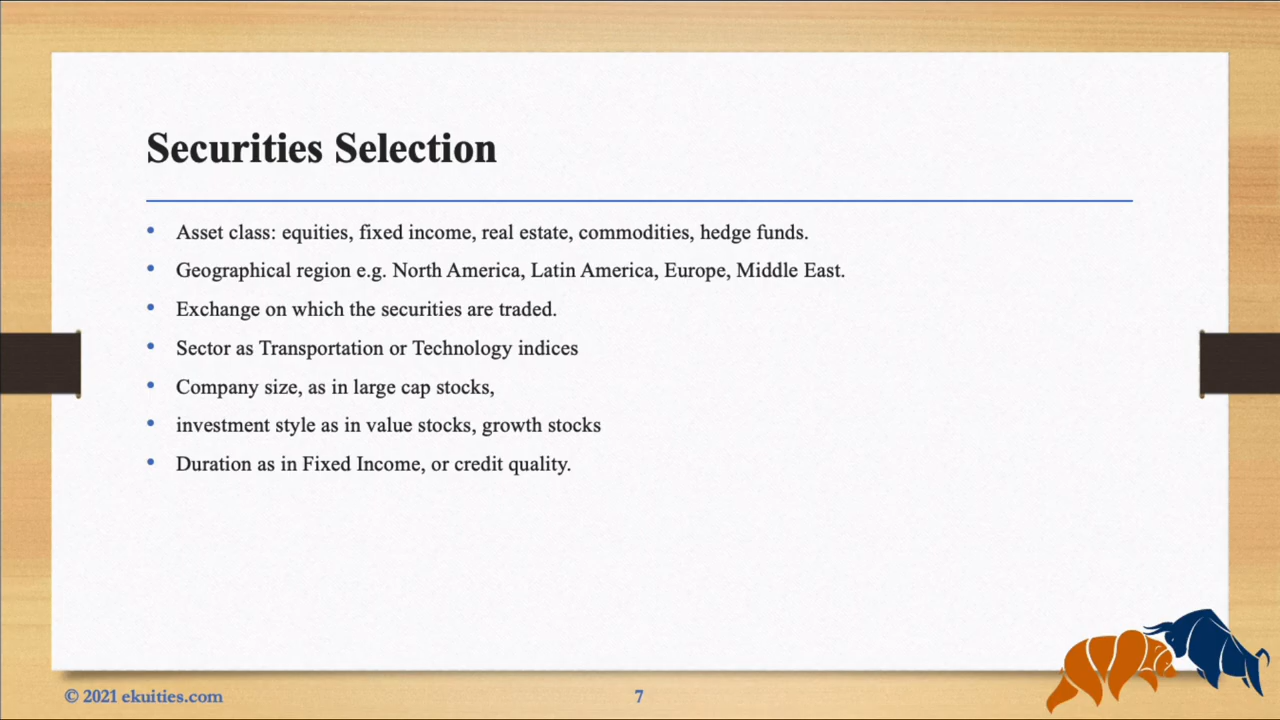 Securities Selection
• Asset class: equities, fixed income, real estate, commodities, hedge funds.
• Geographical region e.g. North America, Latin America, Europe, Middle East.
• Exchange on which the securities are traded.
• Sector as Transportation or Technology indices
• Company size, as in large cap stocks,
• investment style as in value stocks, growth stocks
• Duration as in Fixed Income, or credit quality.
© 2021 ekuities.com
7